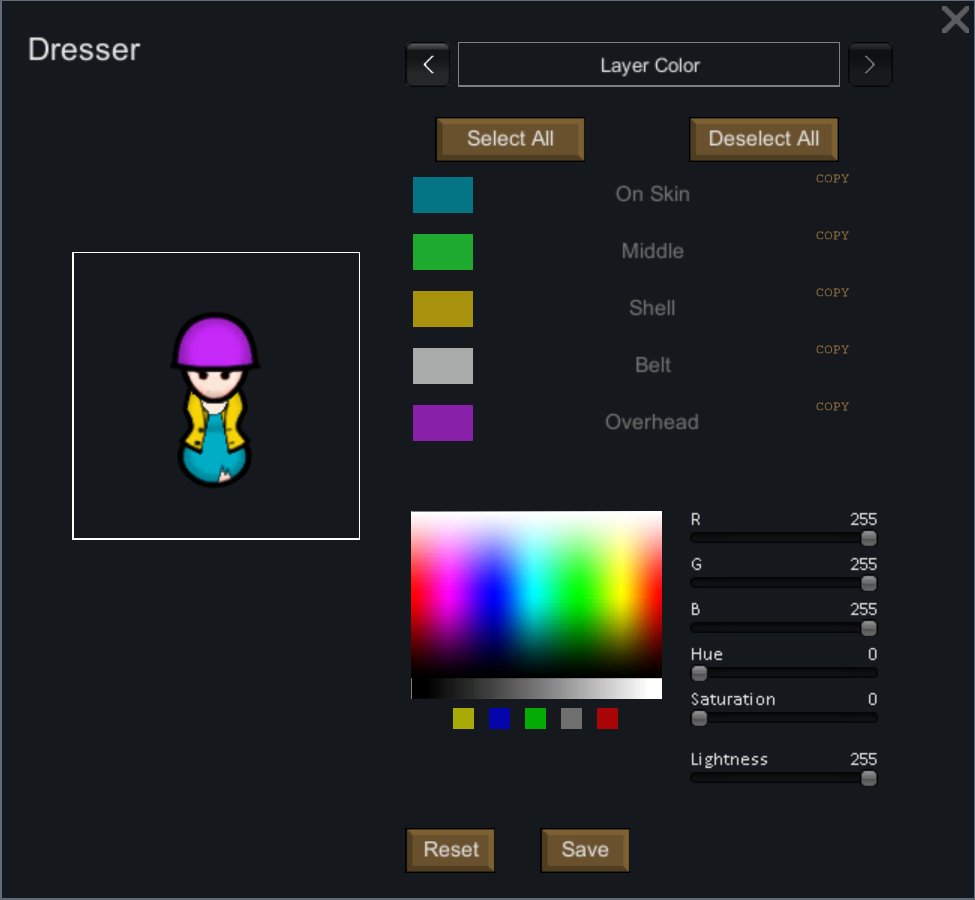 Dresser
Layer Color
Select All
Deselect All
On Skin
COPY
Middle
COPY
Shell
COPY
Belt
COPY
Overhead
COPY
R 255
G 255
B 255
Hue 0
Saturation 0
Lightness 255
Reset
Save